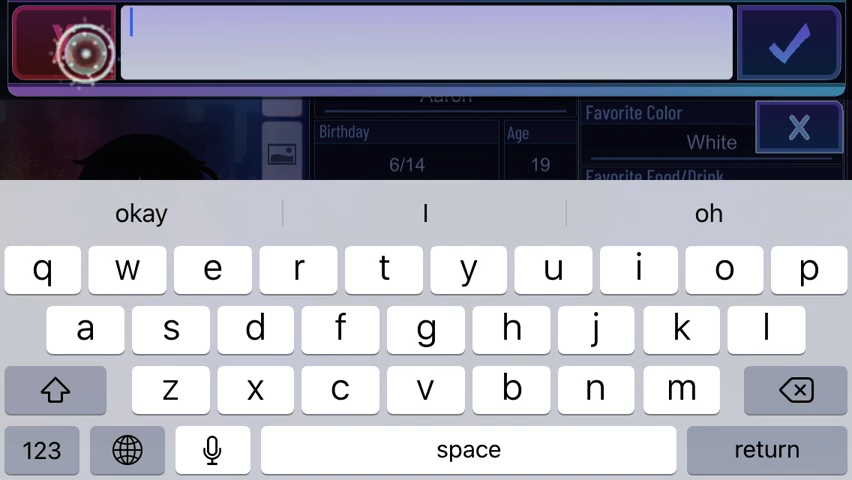 Aaron
Favorite Color
White
X
Birthday
6/14
Age
19
Favorite Food/Drink
okay
I
oh
q w e r t y u i o p
a s d f g h j k l
z x c v b n m
123
space
return